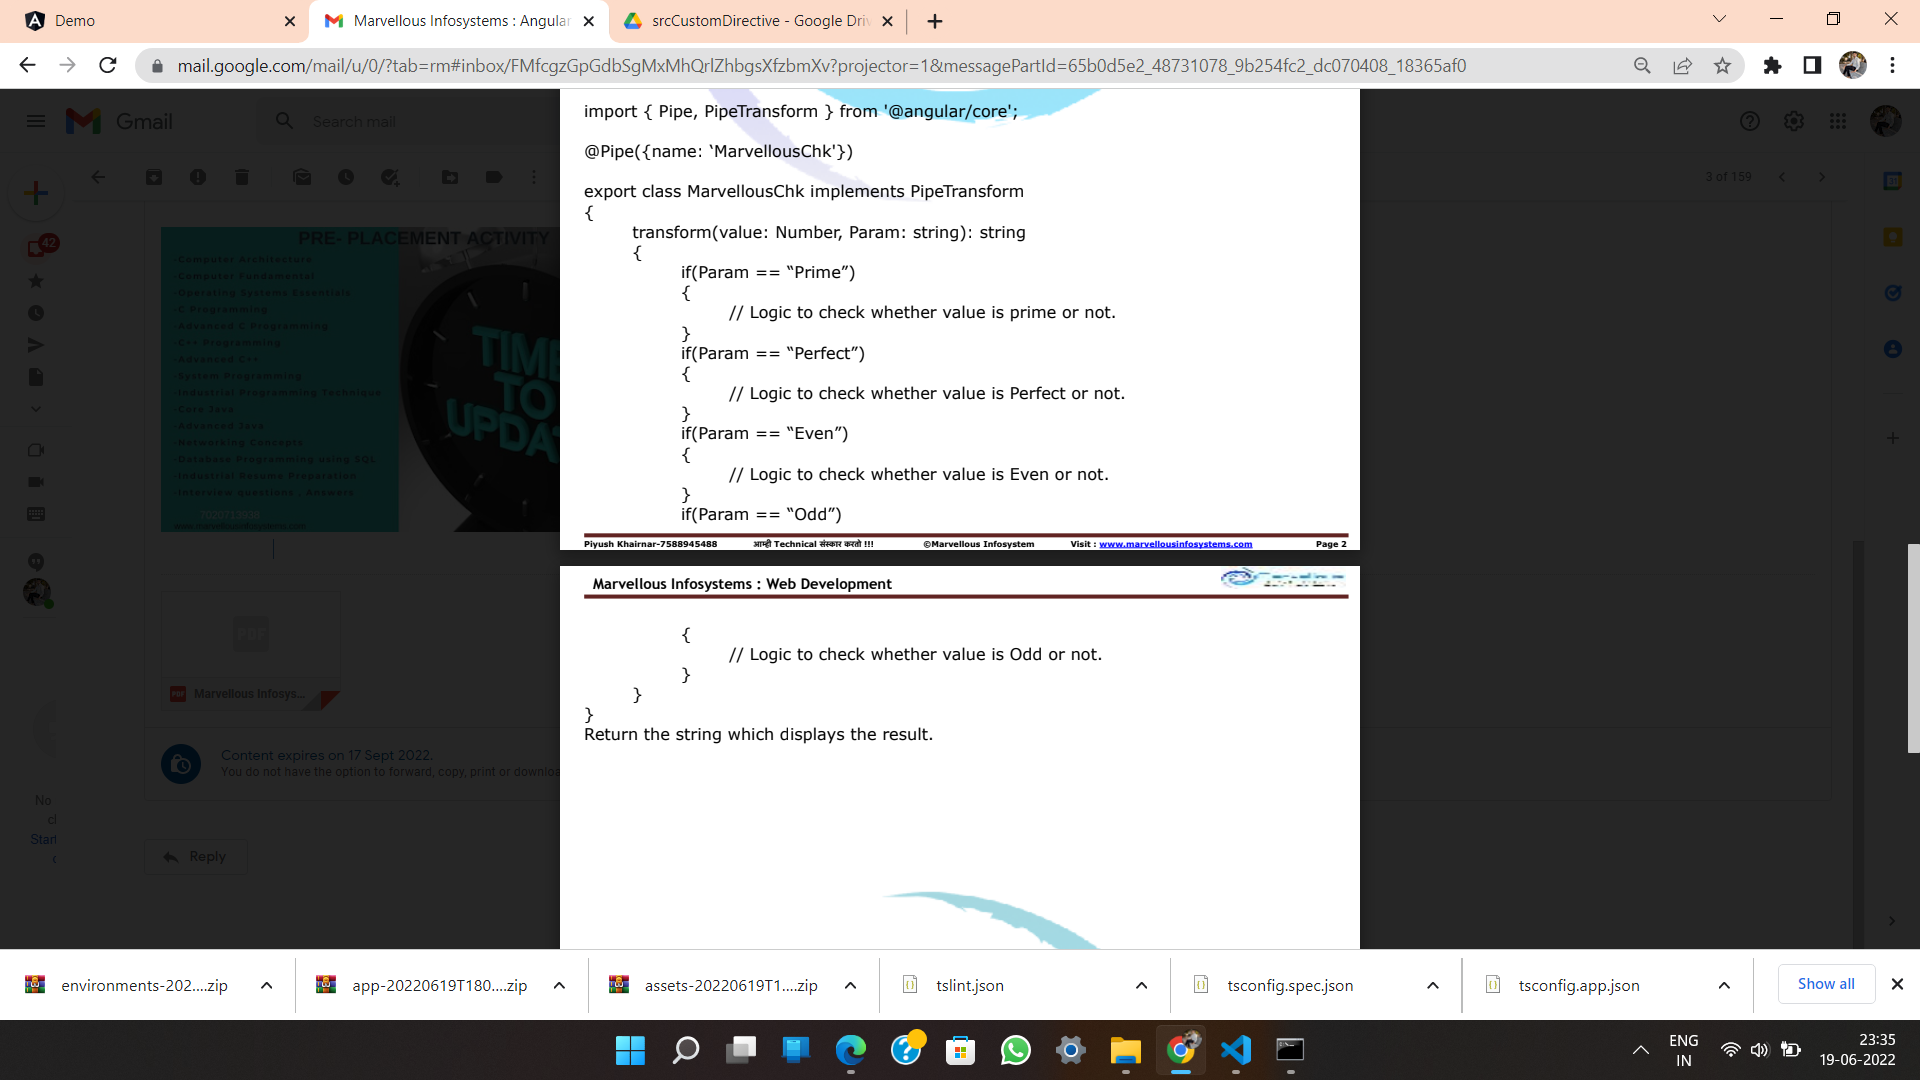 Demo
Marvellous Infosystems : Angular
srcCustomDirective - Google Driv
mail.google.com/mail/u/0/?tab=rm#inbox/FMfcgzGpGdbSgMxMhQrlZhbgsXfzbmXv?projector=1&messagePartId=65b0d5e2_48731078_9b254fc2_dc070408_18365af0
Gmail
Search mail
3 of 159
42
PRE- PLACEMENT ACTIVITY
-Computer Architecture
-Computer Fundamental
-Operating Systems Essentials
-C Programming
-Advanced C Programming
-C++ Programming
-Advanced C++
-System Programming
-Industrial Programming Technique
-Core Java
-Advanced Java
-Networking Concepts
-Database Programming using SQL
-Industrial Resume Preparation
-Interview questions - Answers
7020713938
www.marvellousinfosystems.com
TIME
TO
UPDA
import { Pipe, PipeTransform } from '@angular/core';
@Pipe({name: ‘MarvellousChk'})
export class MarvellousChk implements PipeTransform
{
transform(value: Number, Param: string): string
{
if(Param == “Prime”)
{
// Logic to check whether value is prime or not.
}
if(Param == “Perfect”)
{
// Logic to check whether value is Perfect or not.
}
if(Param == “Even”)
{
// Logic to check whether value is Even or not.
}
if(Param == “Odd”)
Piyush Khairnar-7588945488 आम्ही Technical संस्कार करतो !!! ©Marvellous Infosystem Visit : www.marvellousinfosystems.com Page 2
Marvellous Infosystems : Web Development
{
// Logic to check whether value is Odd or not.
}
}
}
Return the string which displays the result.
PDF
PDF Marvellous Infosys...
Content expires on 17 Sept 2022.
You do not have the option to forward, copy, print or downloa
No
Start
Reply
environments-202....zip
app-20220619T180....zip
assets-20220619T1....zip
tslint.json
tsconfig.spec.json
tsconfig.app.json
Show all
ENG
IN
23:35
19-06-2022